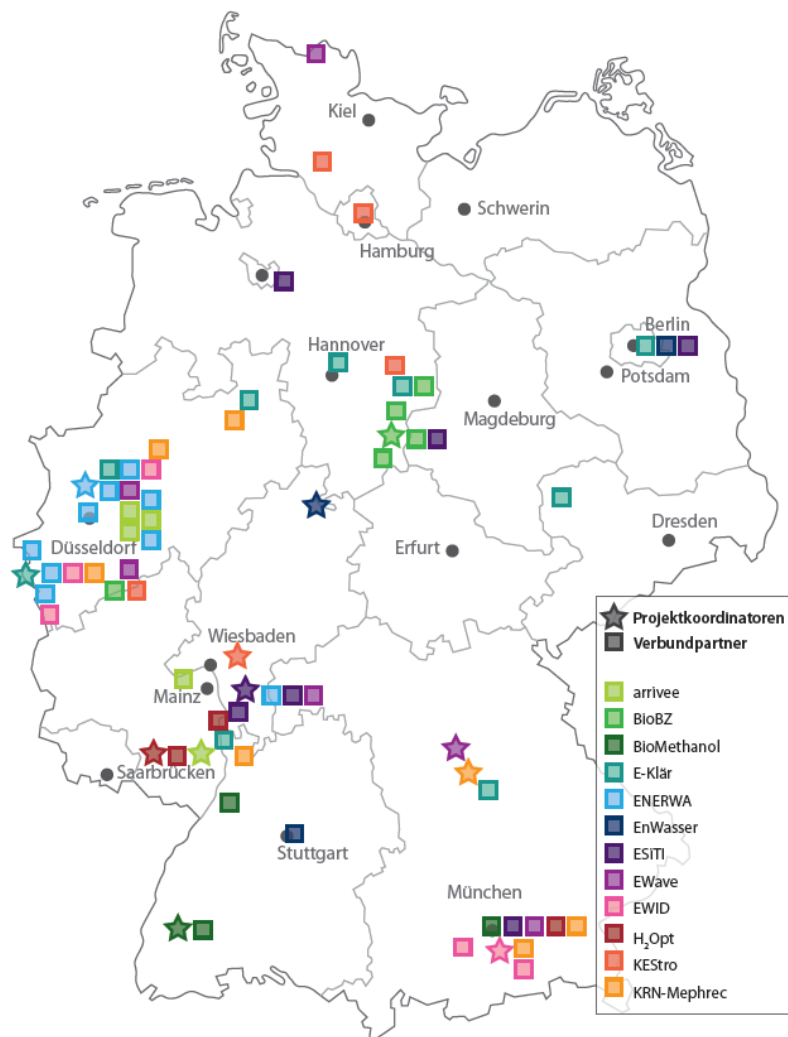 Kiel
Schwerin
Hamburg
Berlin
Hannover
Potsdam
Magdeburg
Düsseldorf
Erfurt
Dresden
Wiesbaden
Mainz
Saarbrücken
Stuttgart
München
Projektkoordinatoren
Verbundpartner
arrivee
BioBZ
BioMethanol
E-Klär
ENERWA
EnWasser
ESiTI
EWave
EWID
H₂Opt
KEStro
KRN-Mephrec